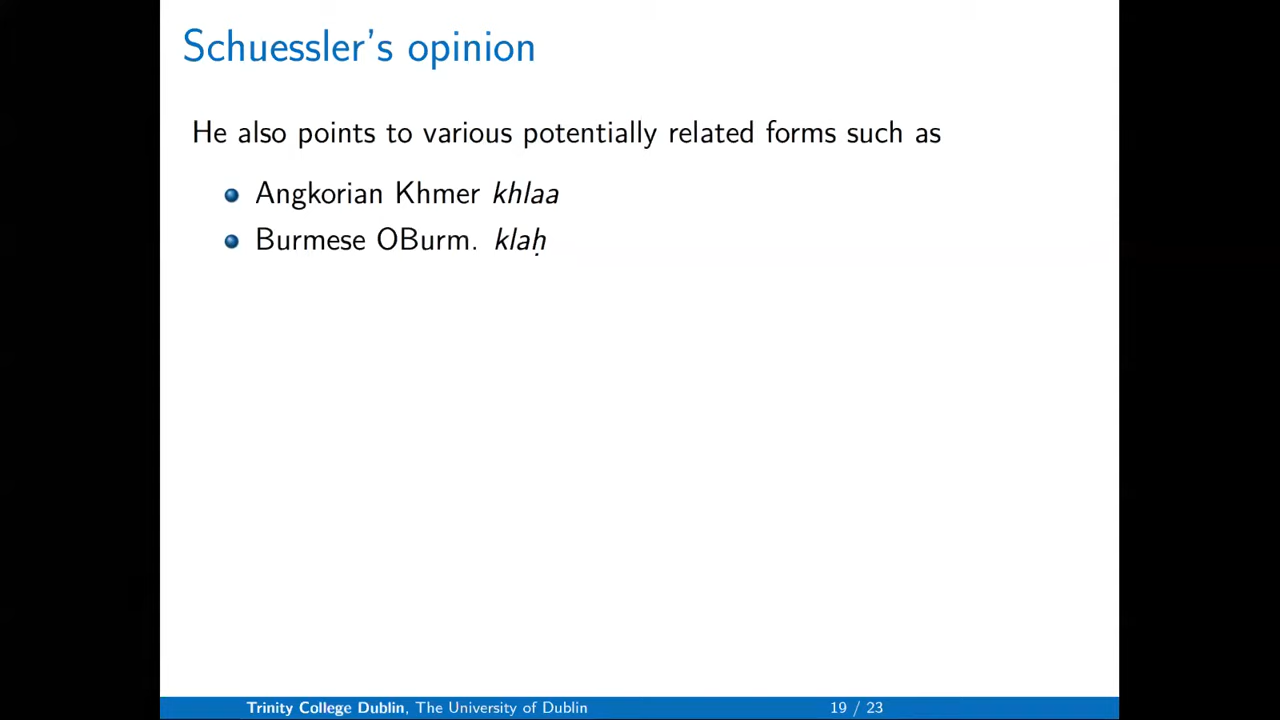 Schuessler’s opinion
He also points to various potentially related forms such as
Angkorian Khmer khlaa
Burmese OBurm. klaḥ
Trinity College Dublin, The University of Dublin
19 / 23